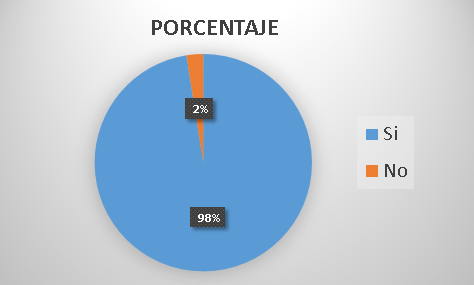 PORCENTAJE
2%
98%
Si
No